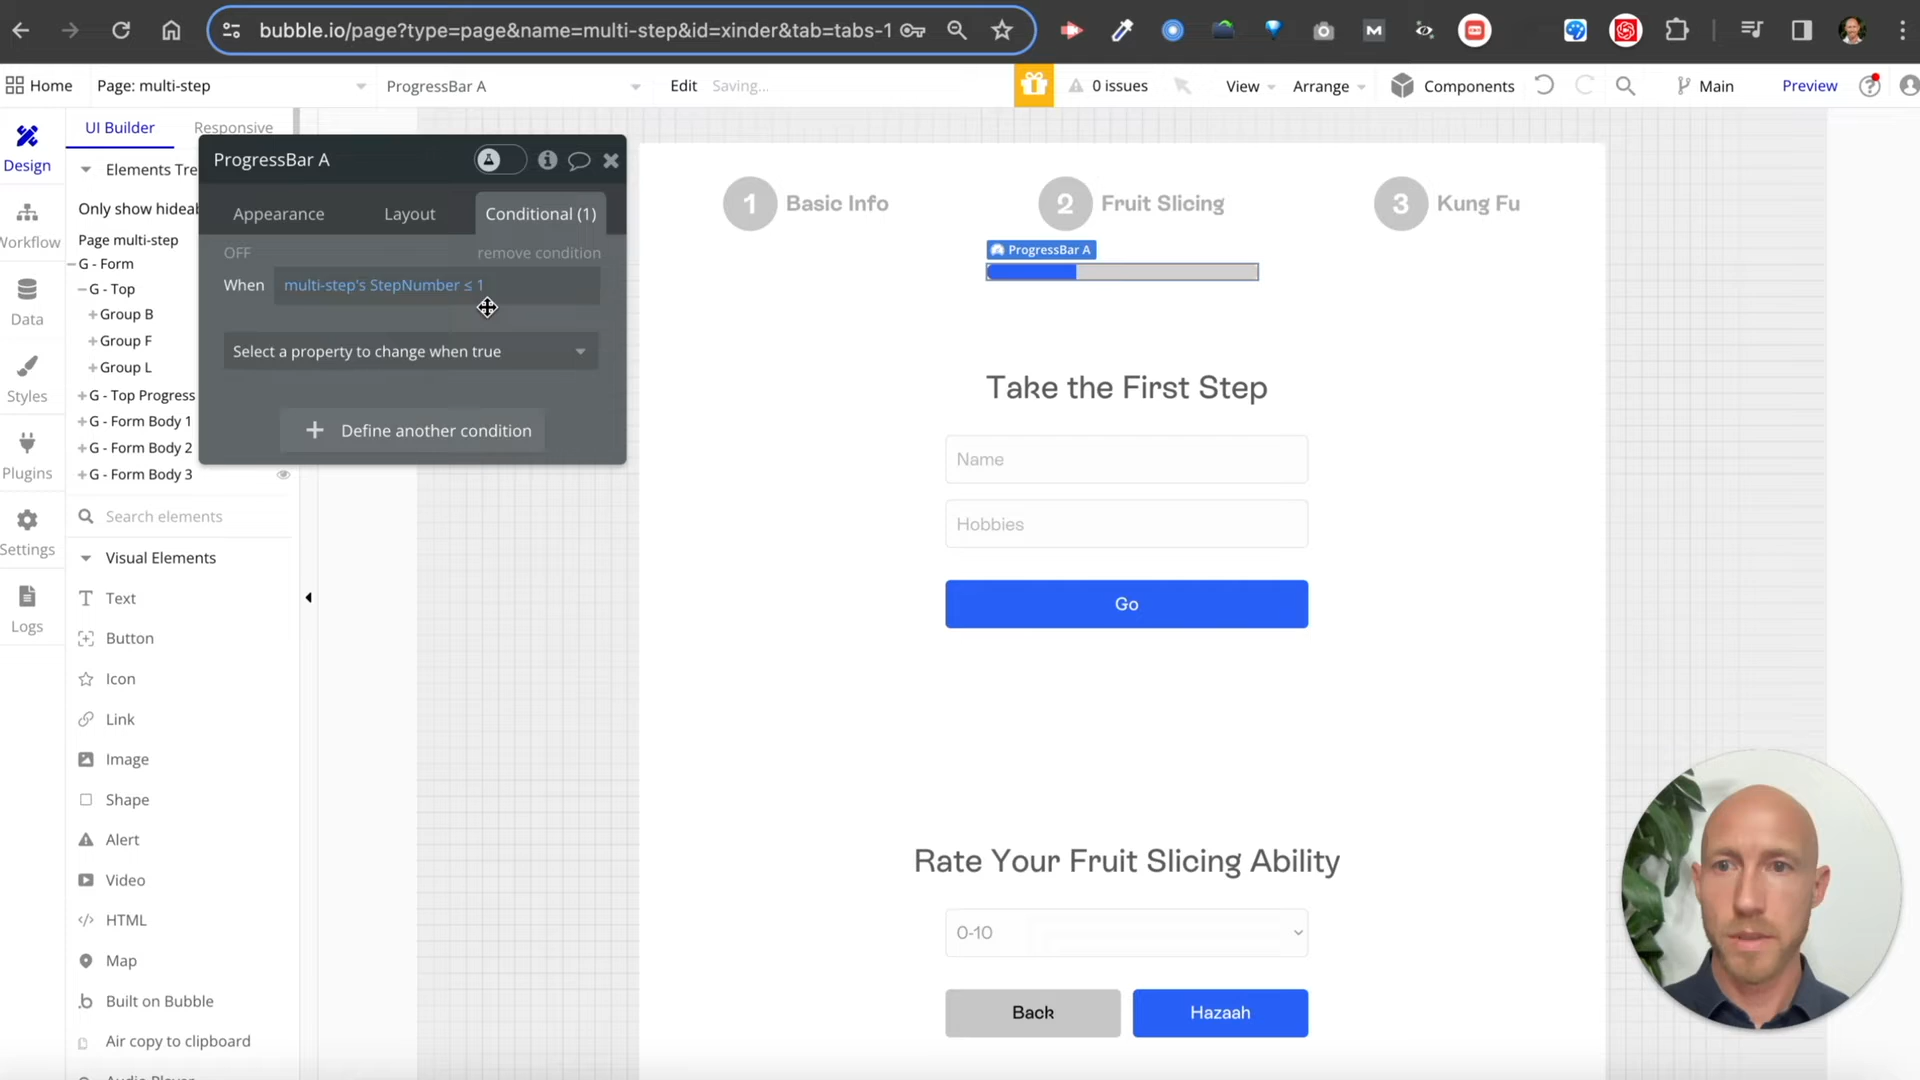 bubble.io/page?type=page&name=multi-step&id=xinder&tab=tabs-1
Home
Page: multi-step
ProgressBar A
Edit
Saving...
0 issues
View
Arrange
Components
Main
Preview
Design
Workflow
Data
Styles
Plugins
Settings
Logs
UI Builder
Responsive
Elements Tre
Only show hideab
Page multi-step
G - Form
G - Top
Group B
Group F
Group L
G - Top Progress
G - Form Body 1
G - Form Body 2
G - Form Body 3
Search elements
Visual Elements
Text
Button
Icon
Link
Image
Shape
Alert
Video
HTML
Map
Built on Bubble
Air copy to clipboard
ProgressBar A
Appearance
Layout
Conditional (1)
OFF
remove condition
When
multi-step's StepNumber ≤ 1
Select a property to change when true
Define another condition
1 Basic Info
2 Fruit Slicing
3 Kung Fu
ProgressBar A
Take the First Step
Name
Hobbies
Go
Rate Your Fruit Slicing Ability
0-10
Back
Hazaah